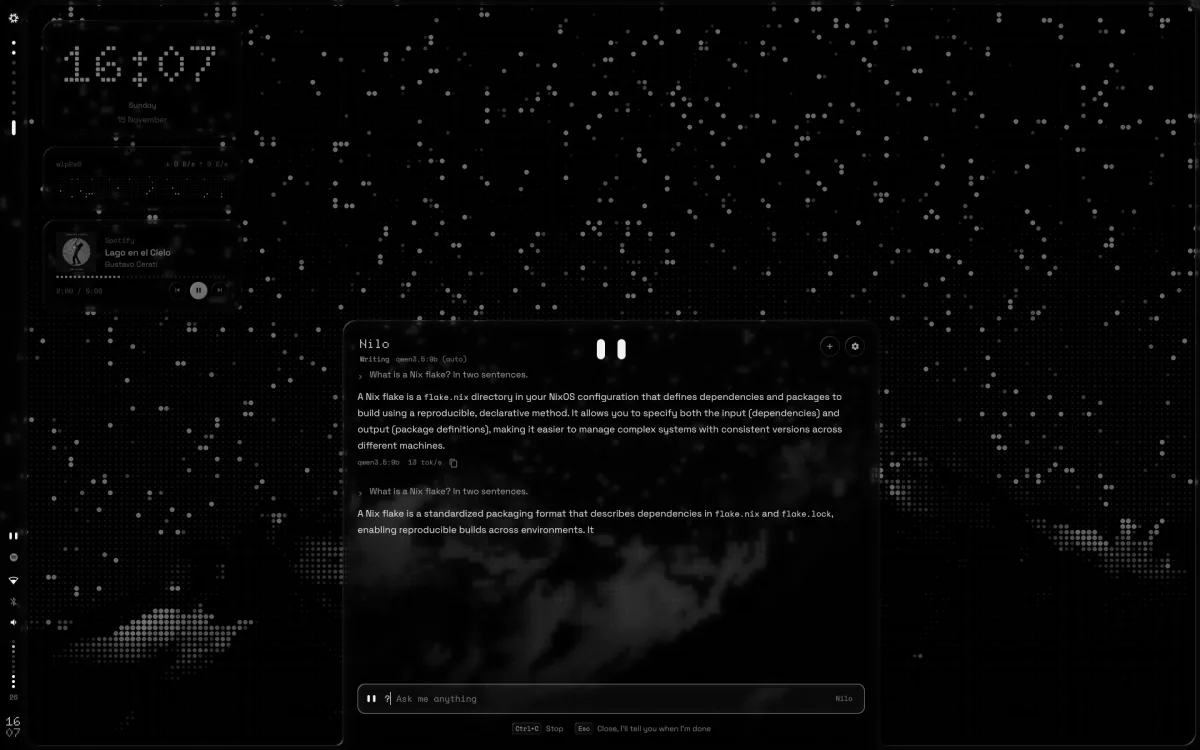 16:07
Sunday
15 November
wlp2s0 ↓ 0 B/s ↑ 0 B/s
Spotify
Lago en el Cielo
Gustavo Cerati
2:00 / 5:00
Nilo
Writing qwen3.5:9b (auto)
› What is a Nix flake? In two sentences.
A Nix flake is a flake.nix directory in your NixOS configuration that defines dependencies and packages to
build using a reproducible, declarative method. It allows you to specify both the input (dependencies) and
output (package definitions), making it easier to manage complex systems with consistent versions across
different machines.
qwen3.5:9b 13 tok/s
› What is a Nix flake? In two sentences.
A Nix flake is a standardized packaging format that describes dependencies in flake.nix and flake.lock,
enabling reproducible builds across environments. It
? Ask me anything Nilo
Ctrl+C Stop Esc Close, I'll tell you when I'm done
26
16
07